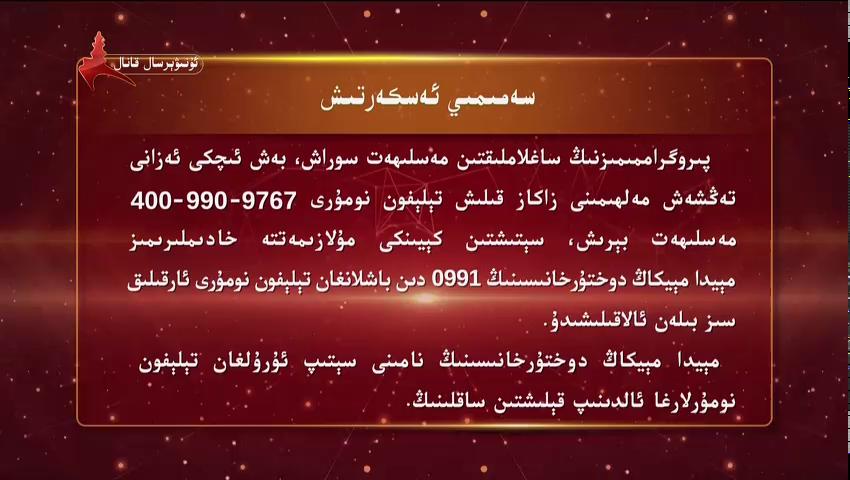 ئۇنىۋېرسال قانال
سەمىمىي ئەسكەرتىش
پىروگراممىمىزنىڭ ساغلاملىقتىن مەسلىھەت سوراش، بەش ئىچكى ئەزانى
تەڭشەش مەلھىمىنى زاكاز قىلىش تېلېفون نومۇرى 9767-990-400
مەسلىھەت بېرىش، سېتىشتىن كېيىنكى مۇلازىمەتتە خادىملىرىمىز
مېيدا مېيكاڭ دوختۇرخانىسىنىڭ 0991 دىن باشلانغان تېلېفون نومۇرى ئارقىلىق
سىز بىلەن ئالاقىلىشىدۇ.
مېيدا مېيكاڭ دوختۇرخانىسىنىڭ نامىنى سېتىپ ئۇرۇلغان تېلېفون
نومۇرلارغا ئالدىنىپ قېلىشتىن ساقلىنىڭ.